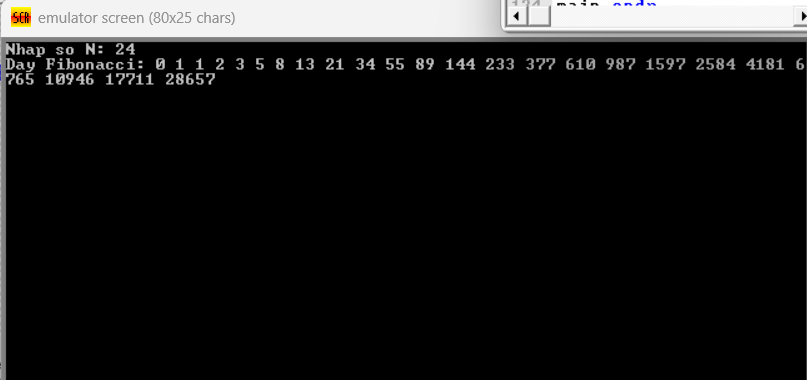 emulator screen (80x25 chars)
main endp
Nhap so N: 24
Day Fibonacci: 0 1 1 2 3 5 8 13 21 34 55 89 144 233 377 610 987 1597 2584 4181 6
765 10946 17711 28657